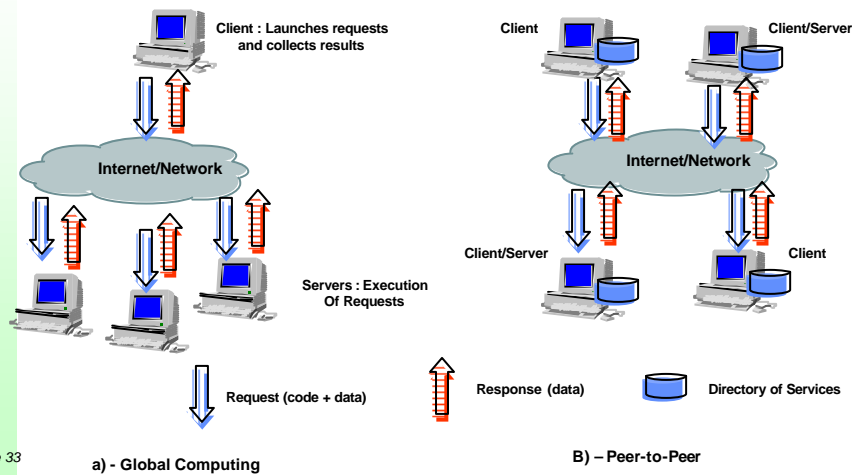 Client : Launches requests
and collects results
Internet/Network
Servers : Execution
Of Requests
Client
Client/Server
Internet/Network
Client/Server
Client
Request (code + data)
Response (data)
Directory of Services
33
a) - Global Computing
B) – Peer-to-Peer